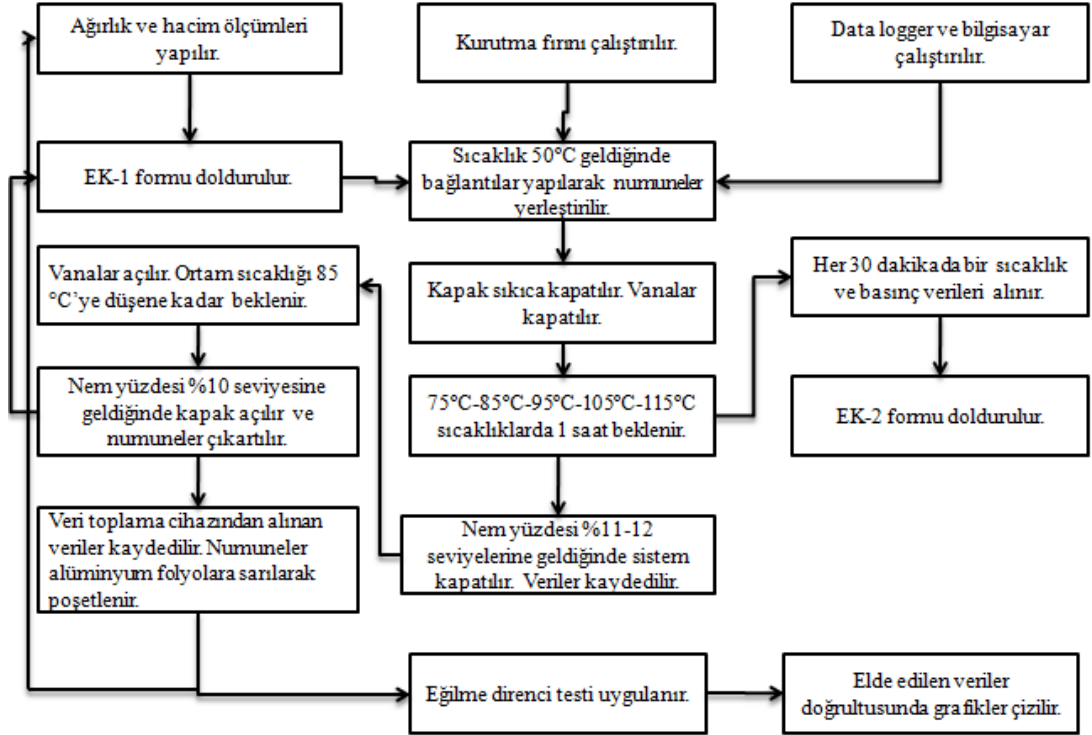 Ağırlık ve hacim ölçümleri
yapılır.
Kurutma fırını çalıştırılır.
Data logger ve bilgisayar
çalıştırılır.
EK-1 formu doldurulur.
Sıcaklık 50°C geldiğinde
bağlantılar yapılarak numuneler
yerleştirilir.
Vanalar açılır. Ortam sıcaklığı 85
°C'ye düşene kadar beklenir.
Kapak sıkıca kapatılır. Vanalar
kapatılır.
Her 30 dakikada bir sıcaklık
ve basınç verileri alınır.
Nem yüzdesi %10 seviyesine
geldiğinde kapak açılır ve
numuneler çıkartılır.
75°C-85°C-95°C-105°C-115°C
sıcaklıklarda 1 saat beklenir.
EK-2 formu doldurulur.
Veri toplama cihazından alınan
veriler kaydedilir. Numuneler
alüminyum folyolara sarılarak
poşetlenir.
Nem yüzdesi %11-12
seviyelerine geldiğinde sistem
kapatılır. Veriler kaydedilir.
Eğilme direnci testi uygulanır.
Elde edilen veriler
doğrultusunda grafikler çizilir.